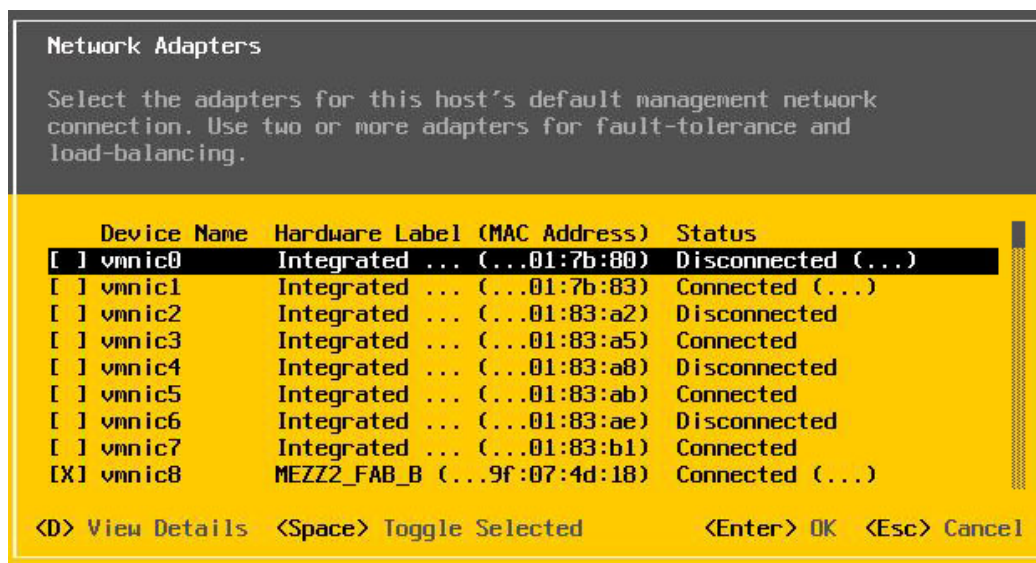 Network Adapters
Select the adapters for this host's default management network
connection. Use two or more adapters for fault-tolerance and
load-balancing.
Device Name Hardware Label (MAC Address) Status
[ ] vmnic0 Integrated ... (...01:7b:80) Disconnected (...)
[ ] vmnic1 Integrated ... (...01:7b:83) Connected (...)
[ ] vmnic2 Integrated ... (...01:83:a2) Disconnected
[ ] vmnic3 Integrated ... (...01:83:a5) Connected
[ ] vmnic4 Integrated ... (...01:83:a8) Disconnected
[ ] vmnic5 Integrated ... (...01:83:ab) Connected
[ ] vmnic6 Integrated ... (...01:83:ae) Disconnected
[ ] vmnic7 Integrated ... (...01:83:b1) Connected
[X] vmnic8 MEZZ2_FAB_B (...9f:07:4d:18) Connected (...)
<D> View Details <Space> Toggle Selected <Enter> OK <Esc> Cancel